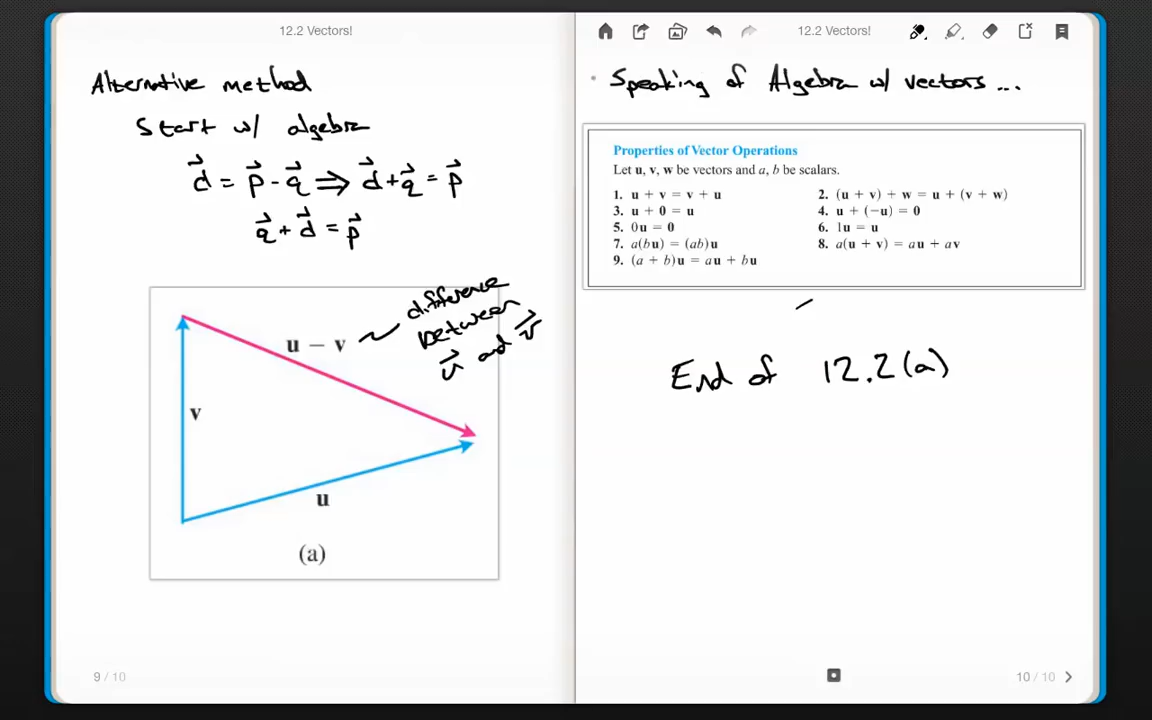 12.2 Vectors!
Alternative method
Start w/ algebra
d⃗ = p⃗ - q⃗ ⟹ d⃗ + q⃗ = p⃗
q⃗ + d⃗ = p⃗
u − v
difference
between
u⃗ and v⃗
v
u
(a)
9 / 10
12.2 Vectors!
Speaking of Algebra w/ vectors ...
Properties of Vector Operations
Let u, v, w be vectors and a, b be scalars.
1. u + v = v + u
2. (u + v) + w = u + (v + w)
3. u + 0 = u
4. u + (−u) = 0
5. 0u = 0
6. 1u = u
7. a(bu) = (ab)u
8. a(u + v) = au + av
9. (a + b)u = au + bu
End of 12.2(a)
10 / 10